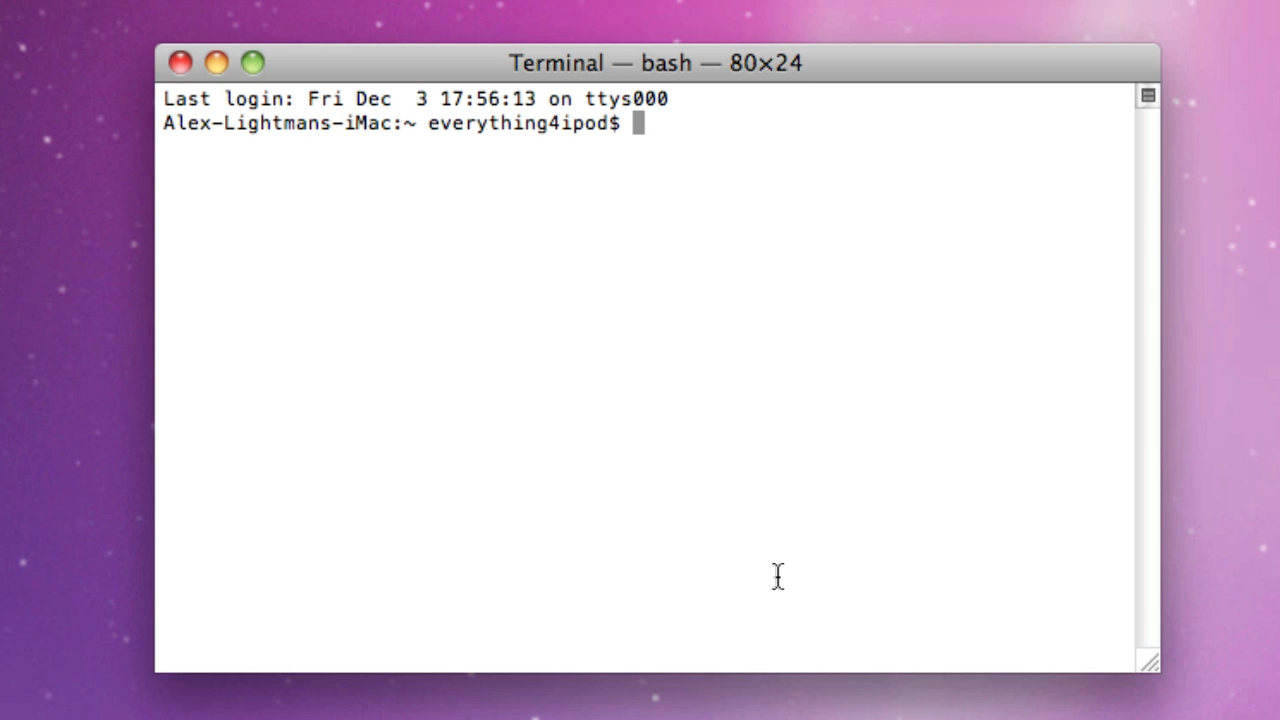 Terminal — bash — 80×24
Last login: Fri Dec  3 17:56:13 on ttys000
Alex-Lightmans-iMac:~ everything4ipod$